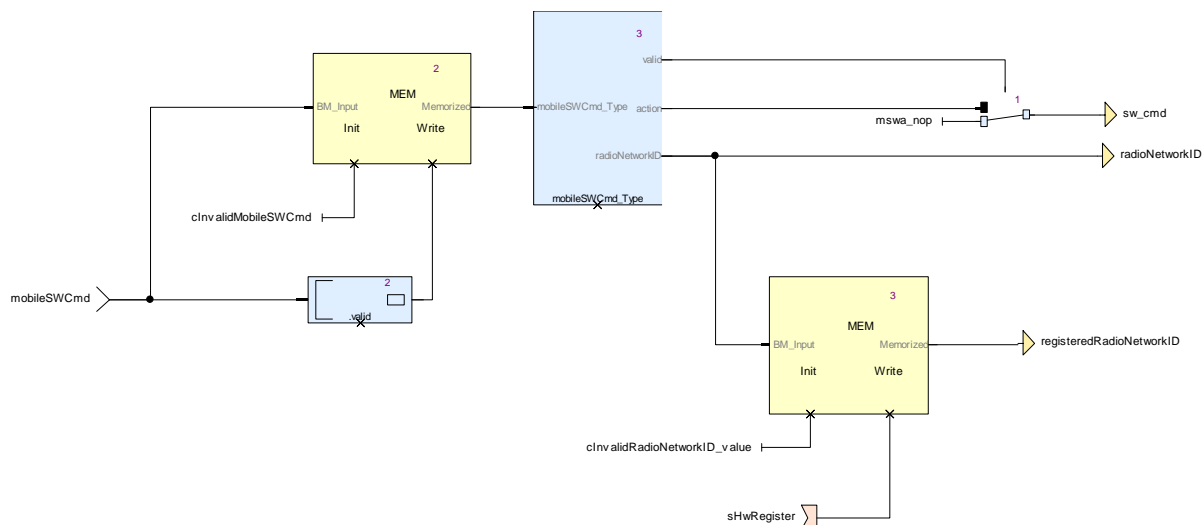 3
valid
2
MEM
BM_Input
Memorized
Init
Write
mobileSWCmd_Type
action
1
mswa_nop
sw_cmd
radioNetworkID
radioNetworkID
mobileSWCmd_Type
cInvalidMobileSWCmd
2
.valid
mobileSWCmd
3
MEM
BM_Input
Memorized
registeredRadioNetworkID
Init
Write
cInvalidRadioNetworkID_value
sHwRegister